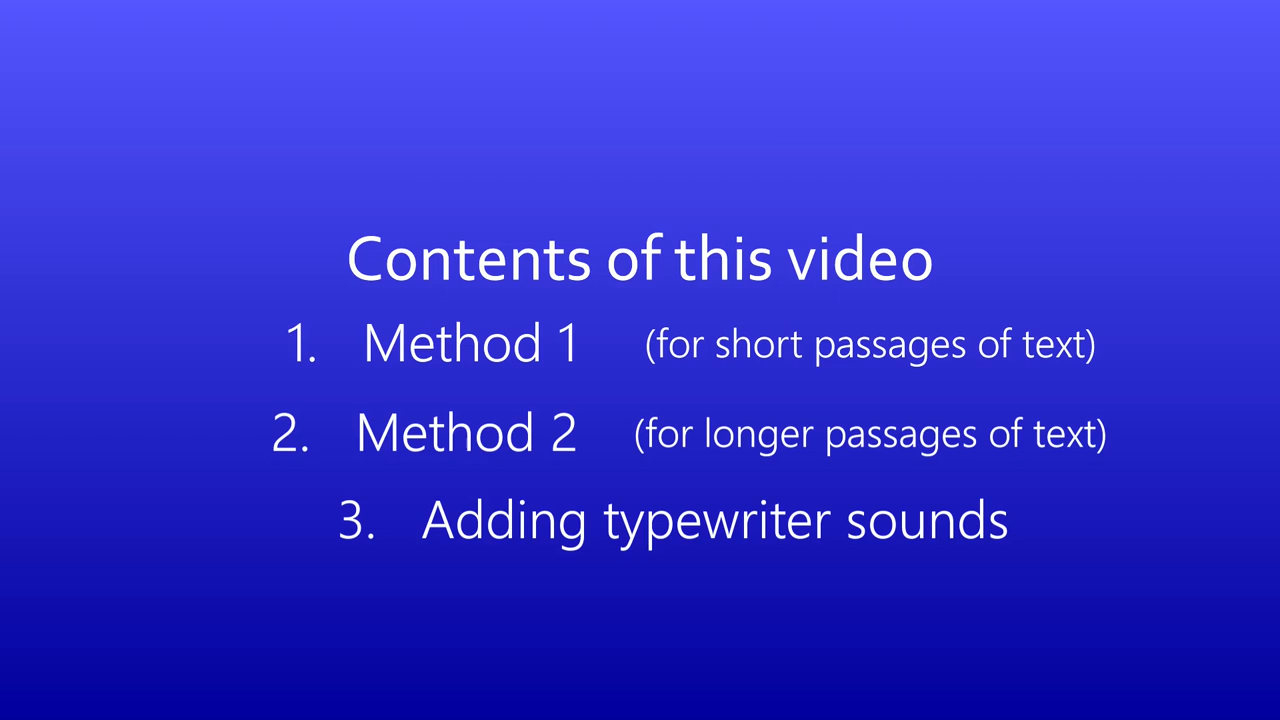 Contents of this video
1. Method 1 (for short passages of text)
2. Method 2 (for longer passages of text)
3. Adding typewriter sounds